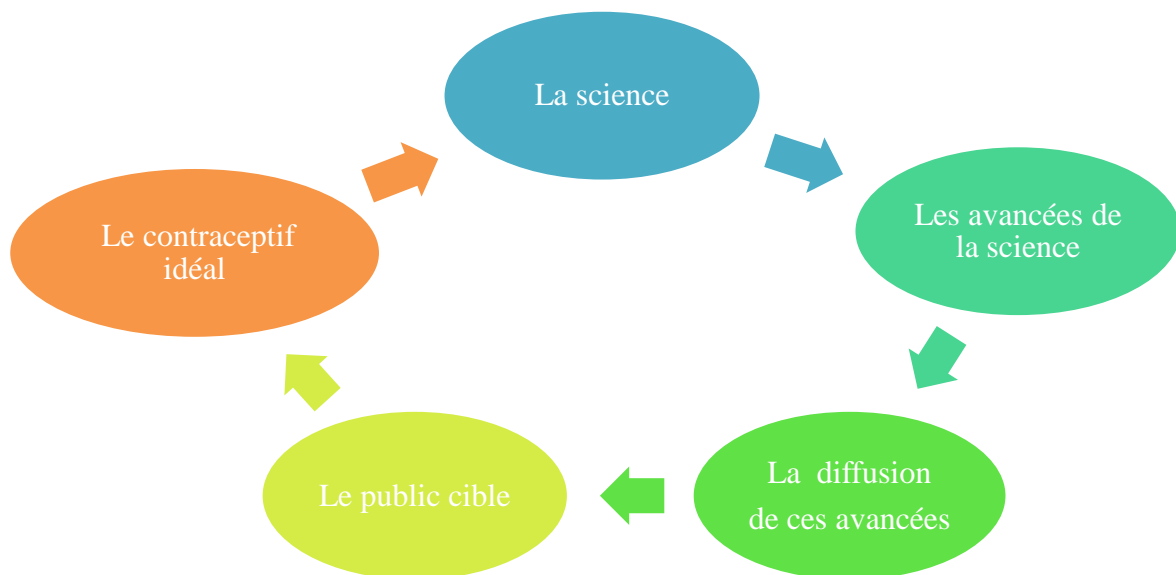 La science
Les avancées de
la science
La diffusion
de ces avancées
Le public cible
Le contraceptif
idéal